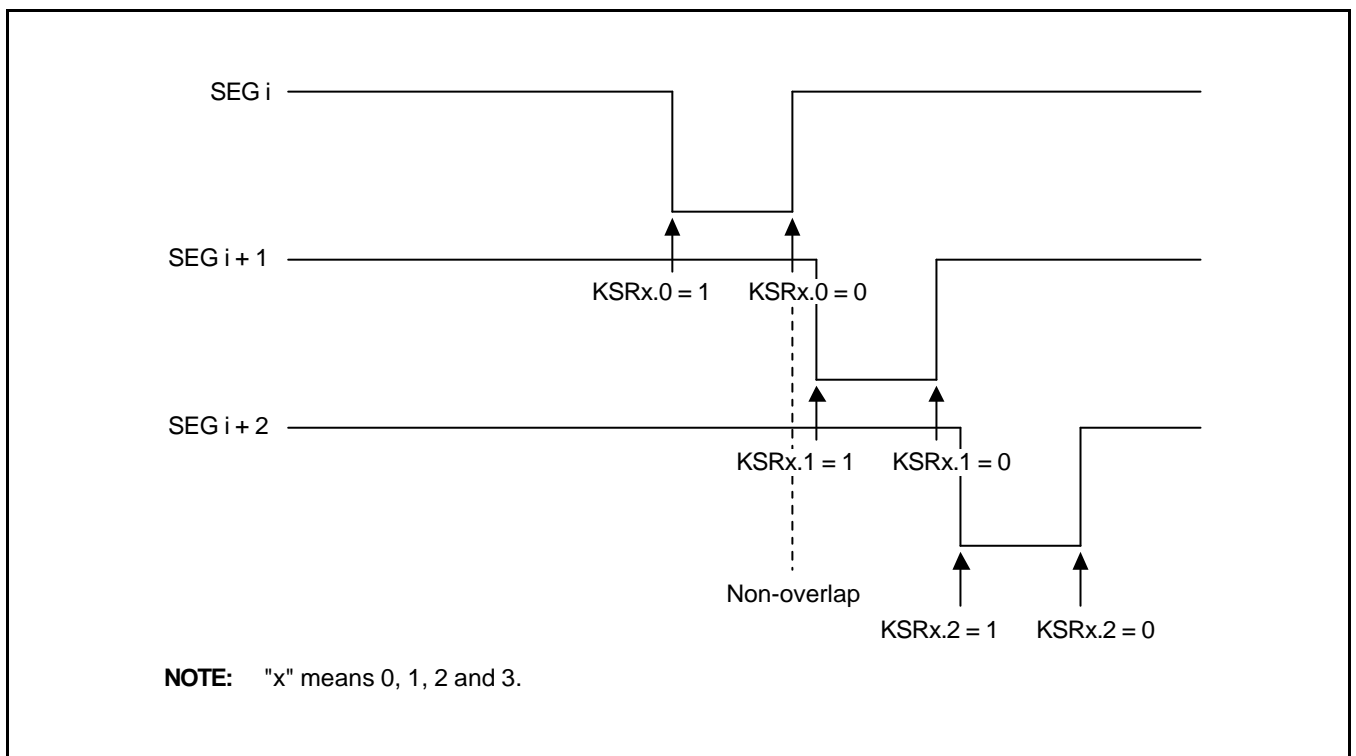 SEG i
SEG i + 1
KSRx.0 = 1 KSRx.0 = 0
SEG i + 2
KSRx.1 = 1 KSRx.1 = 0
Non-overlap
KSRx.2 = 1 KSRx.2 = 0
NOTE: "x" means 0, 1, 2 and 3.